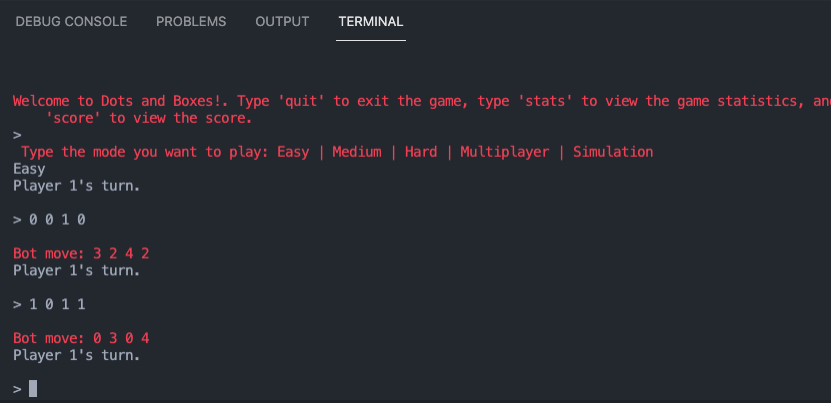 DEBUG CONSOLE PROBLEMS OUTPUT TERMINAL
Welcome to Dots and Boxes!. Type 'quit' to exit the game, type 'stats' to view the game statistics, an
'score' to view the score.
>
Type the mode you want to play: Easy | Medium | Hard | Multiplayer | Simulation
Easy
Player 1's turn.
> 0 0 1 0
Bot move: 3 2 4 2
Player 1's turn.
> 1 0 1 1
Bot move: 0 3 0 4
Player 1's turn.
>